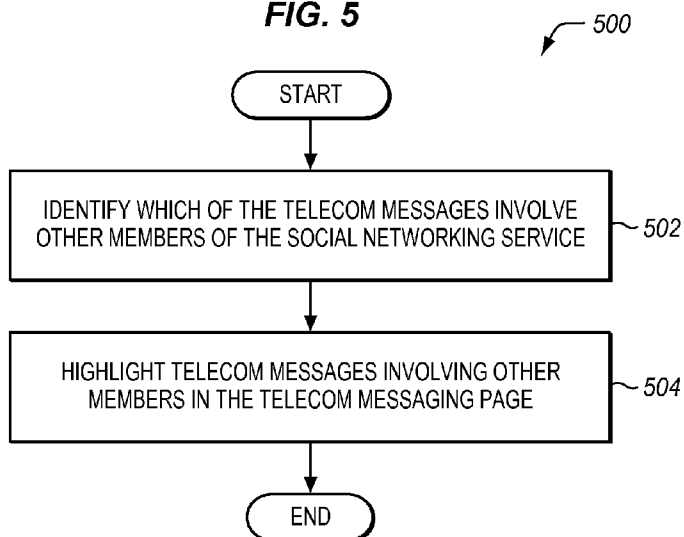 FIG. 5
500
START
IDENTIFY WHICH OF THE TELECOM MESSAGES INVOLVE
OTHER MEMBERS OF THE SOCIAL NETWORKING SERVICE
502
HIGHLIGHT TELECOM MESSAGES INVOLVING OTHER
MEMBERS IN THE TELECOM MESSAGING PAGE
504
END